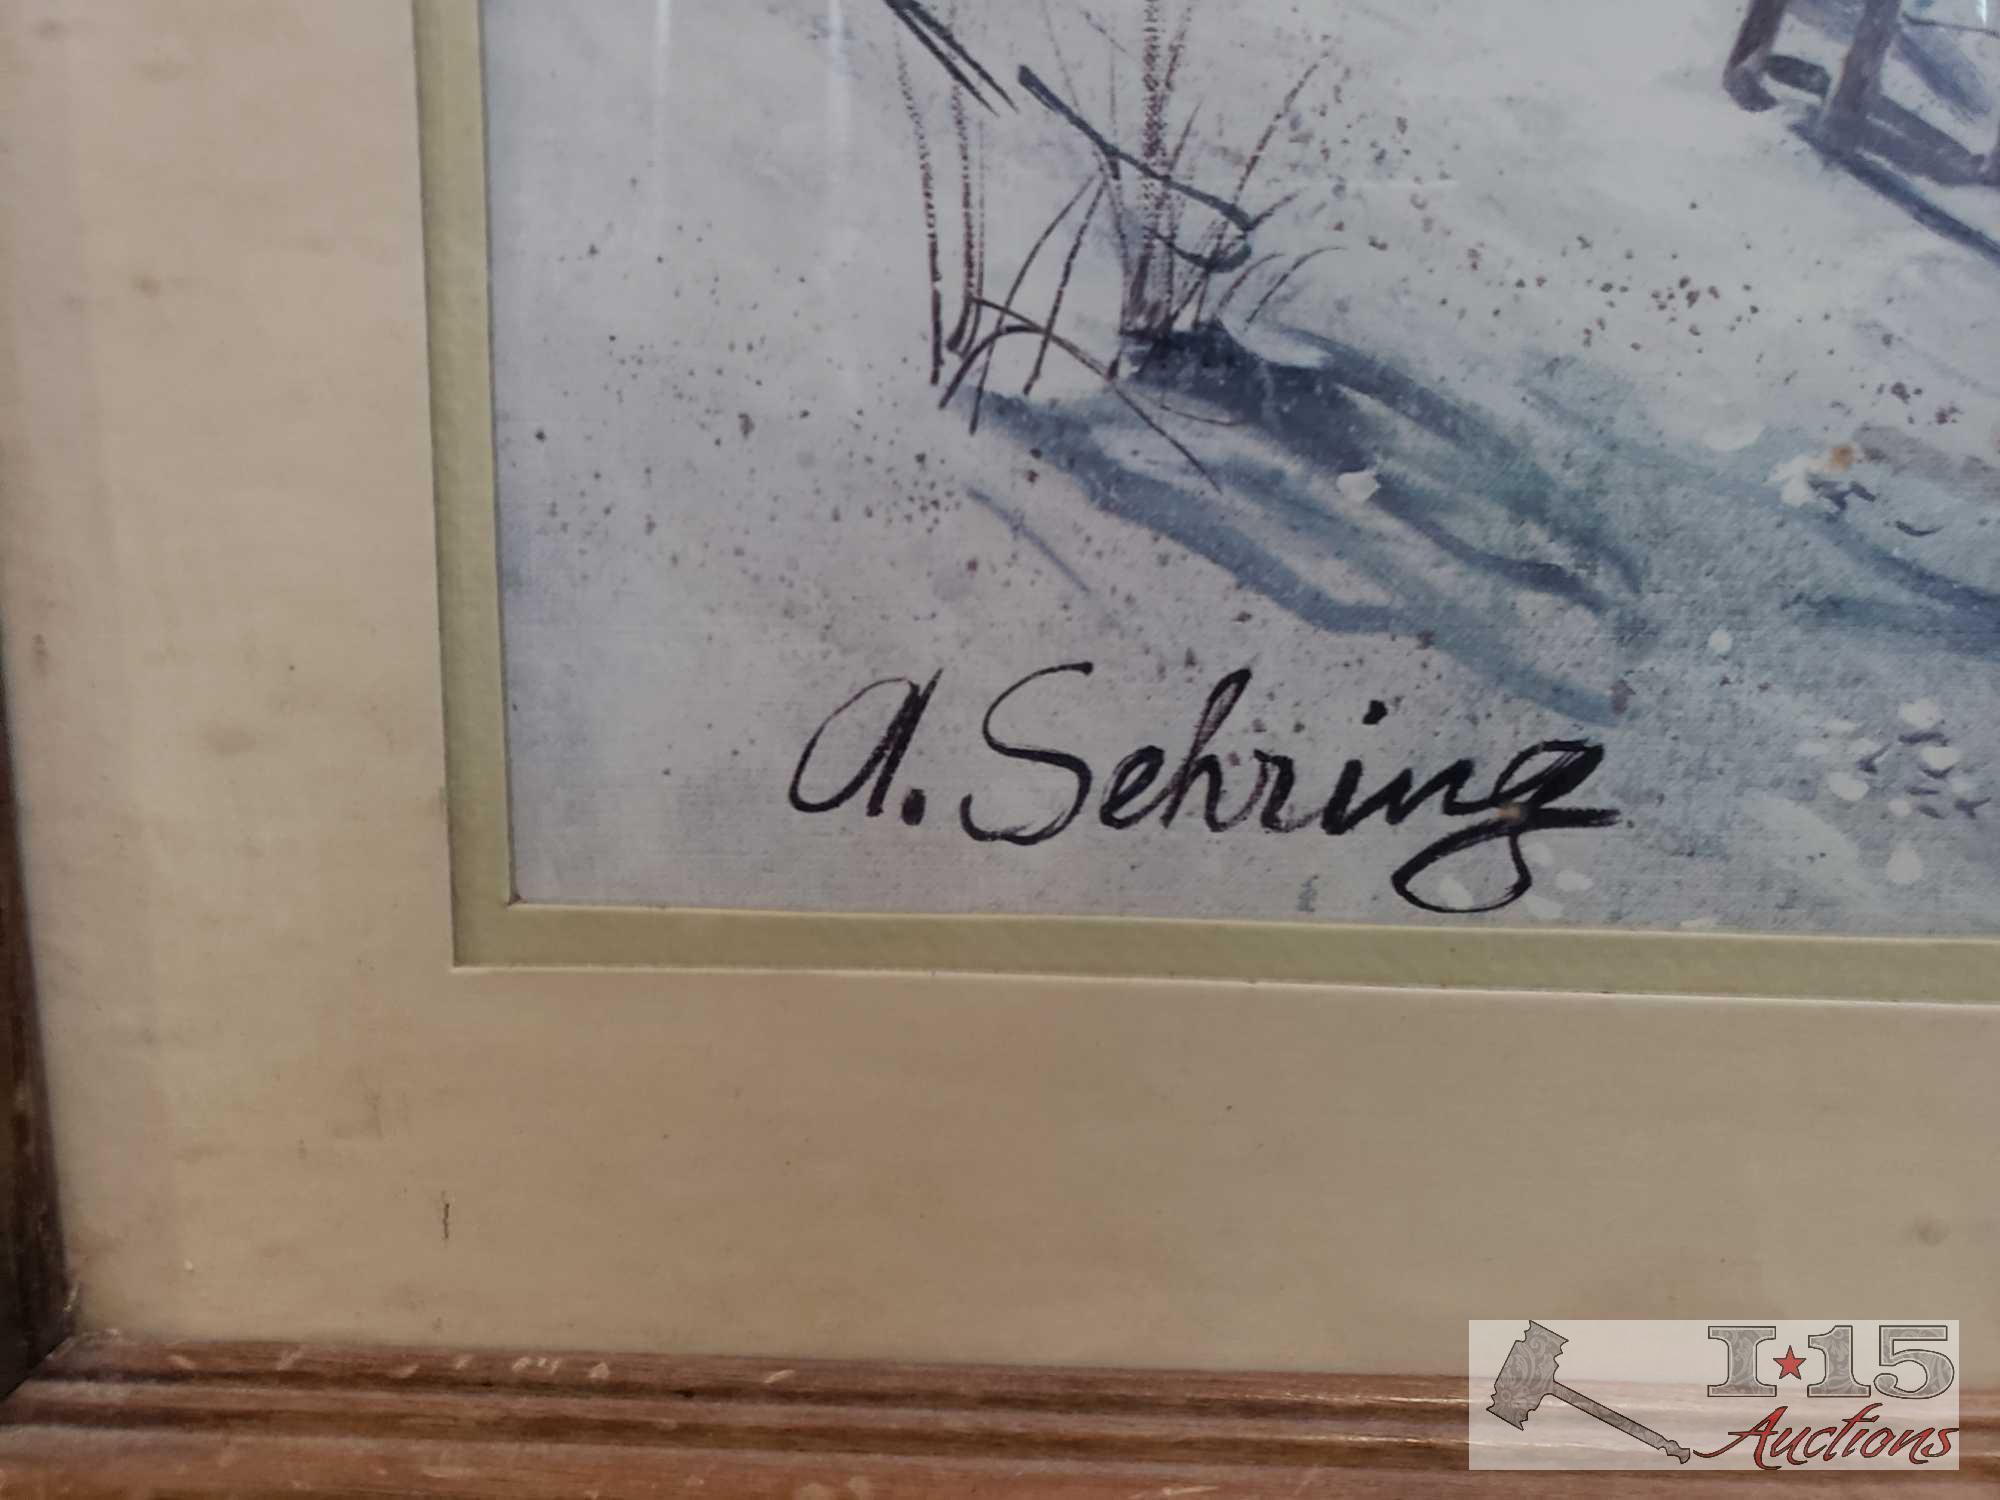 A. Sehring
I★15
Auctions